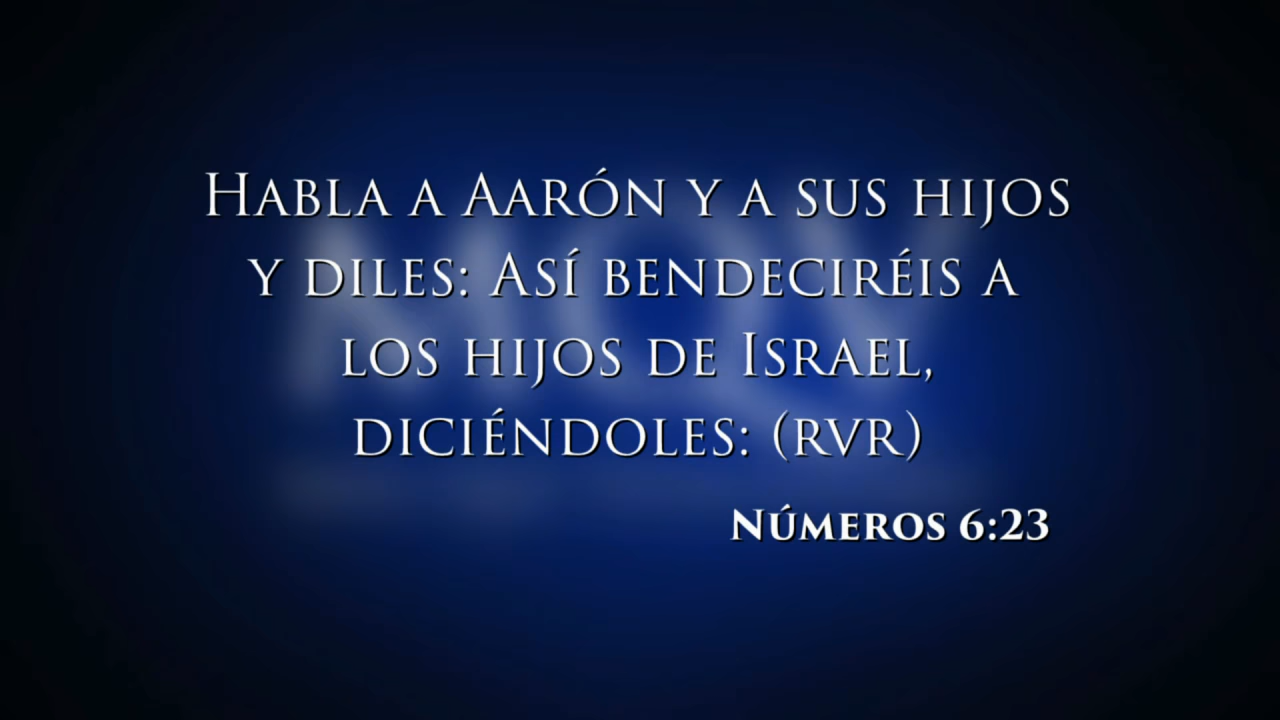 Habla a Aarón y a sus hijos
y diles: Así bendeciréis a
los hijos de Israel,
diciéndoles: (rvr)
Números 6:23